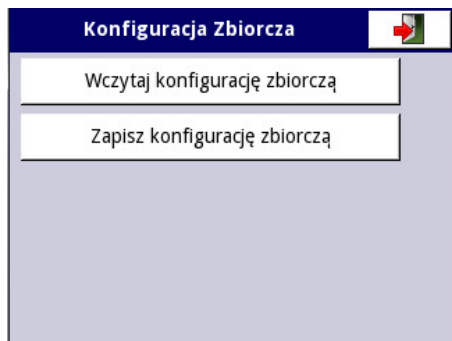 Konfiguracja Zbiorcza
Wczytaj konfigurację zbiorczą
Zapisz konfigurację zbiorczą